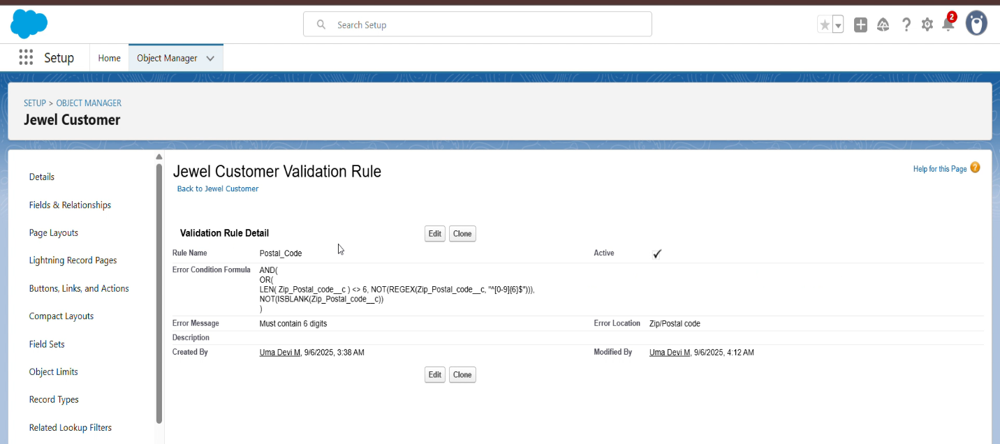 Search Setup
2
Setup
Home
Object Manager
SETUP > OBJECT MANAGER
Jewel Customer
Details
Fields & Relationships
Page Layouts
Lightning Record Pages
Buttons, Links, and Actions
Compact Layouts
Field Sets
Object Limits
Record Types
Related Lookup Filters
Jewel Customer Validation Rule
Help for this Page ?
Back to Jewel Customer
Validation Rule Detail
Edit Clone
Rule Name Postal_Code Active
Error Condition Formula AND(
OR(
LEN( Zip_Postal_code__c ) <> 6, NOT(REGEX(Zip_Postal_code__c, "^[0-9]{6}$"))),
NOT(ISBLANK(Zip_Postal_code__c))
)
Error Message Must contain 6 digits Error Location Zip/Postal code
Description
Created By Uma Devi M, 9/6/2025, 3:38 AM Modified By Uma Devi M, 9/6/2025, 4:12 AM
Edit Clone